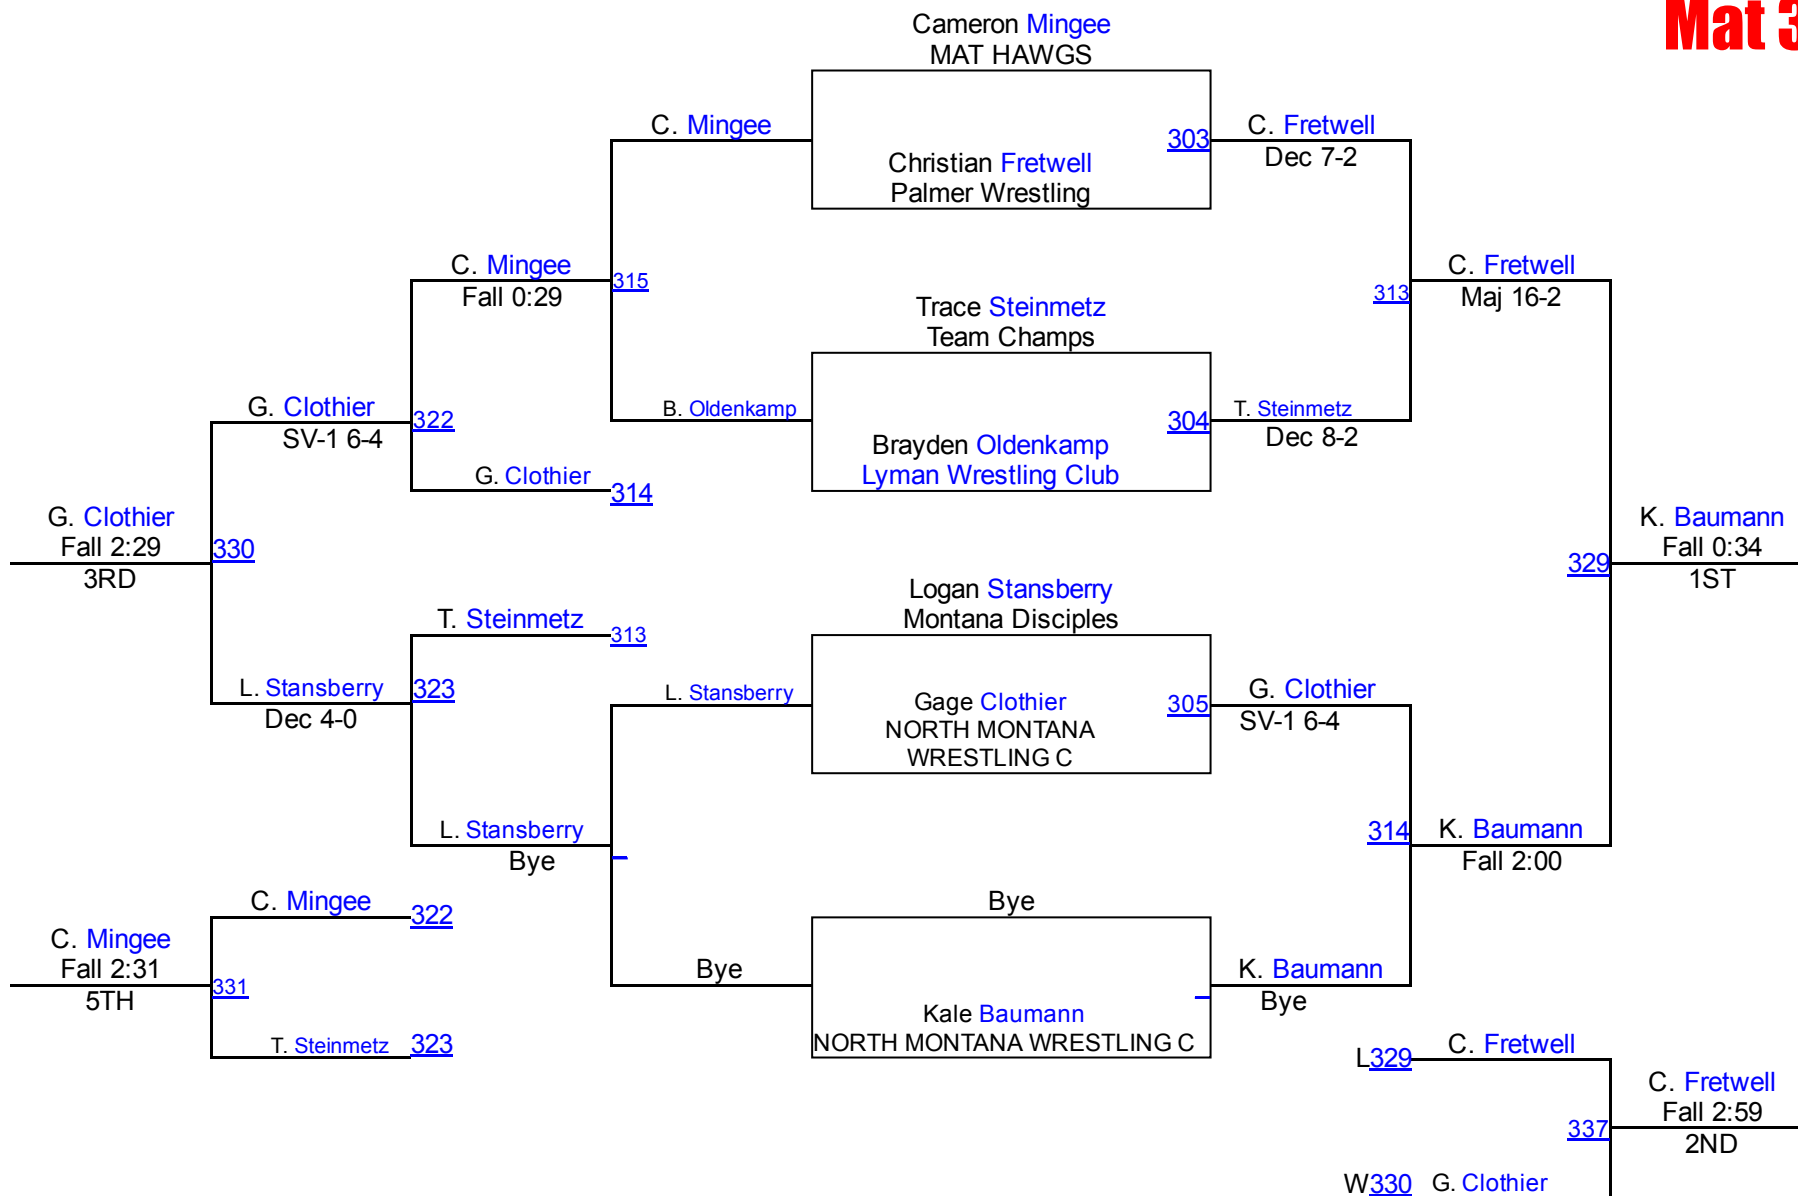 Mat 3
Cameron Mingee
MAT HAWGS
C. Mingee
303
C. Fretwell
Dec 7-2
Christian Fretwell
Palmer Wrestling
C. Mingee
Fall 0:29
315
313
C. Fretwell
Maj 16-2
Trace Steinmetz
Team Champs
G. Clothier
SV-1 6-4
322
B. Oldenkamp
304
T. Steinmetz
Dec 8-2
Brayden Oldenkamp
Lyman Wrestling Club
G. Clothier
314
G. Clothier
Fall 2:29
3RD
330
329
K. Baumann
Fall 0:34
1ST
Logan Stansberry
Montana Disciples
T. Steinmetz
313
L. Stansberry
Dec 4-0
323
L. Stansberry
Gage Clothier
NORTH MONTANA
WRESTLING C
305
G. Clothier
SV-1 6-4
L. Stansberry
Bye
314
K. Baumann
Fall 2:00
C. Mingee
322
Bye
C. Mingee
Fall 2:31
5TH
331
Bye
K. Baumann
Bye
Kale Baumann
NORTH MONTANA WRESTLING C
T. Steinmetz
323
L329
C. Fretwell
337
C. Fretwell
Fall 2:59
2ND
W330
G. Clothier